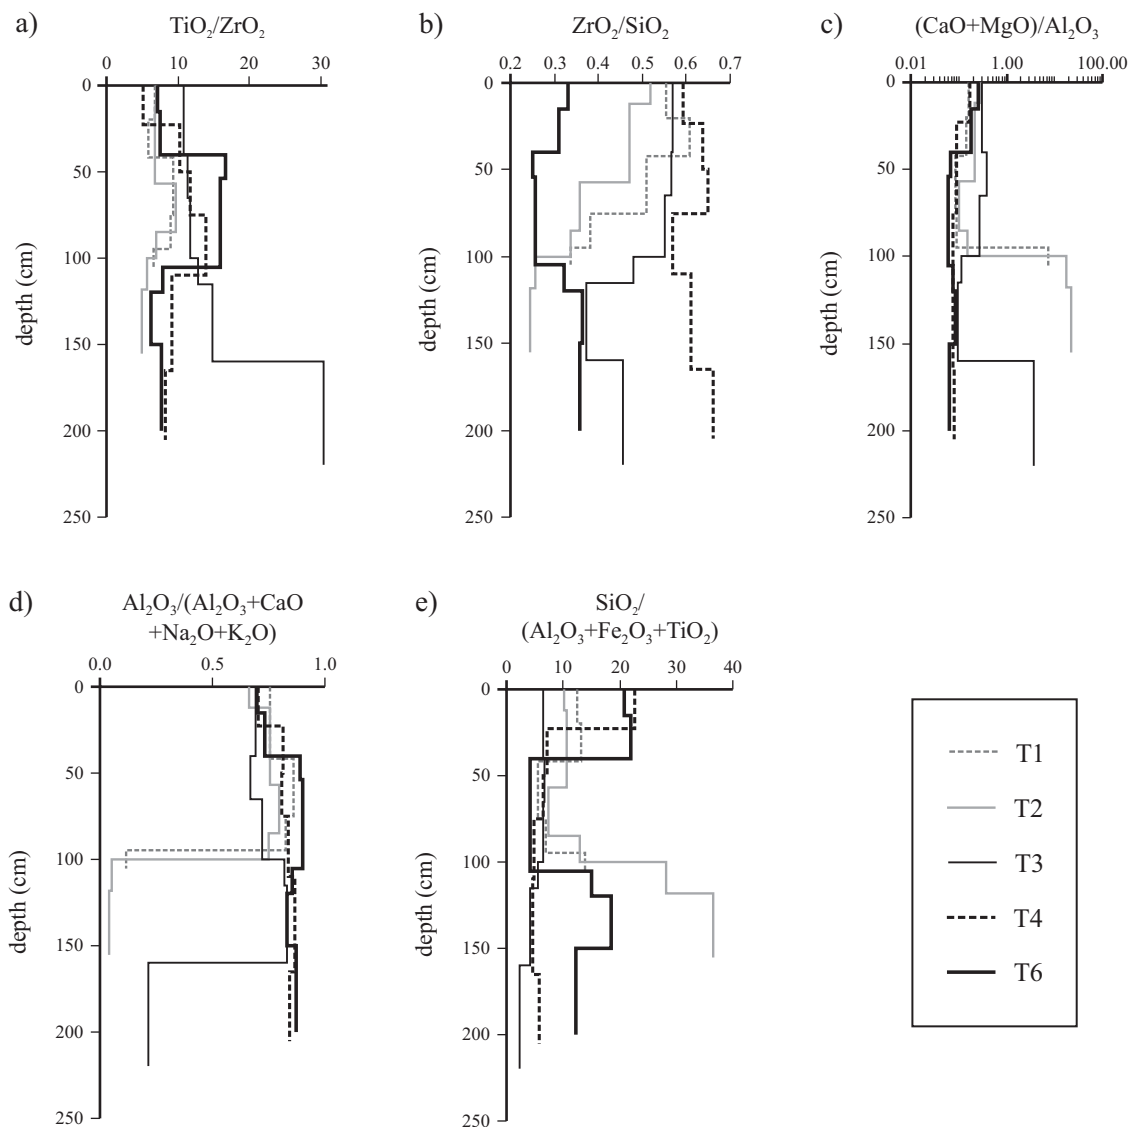 a)
TiO₂/ZrO₂
0 10 20 30
0
50
100
150
200
250
depth (cm)
b)
ZrO₂/SiO₂
0.2 0.3 0.4 0.5 0.6 0.7
0
50
100
150
200
250
depth (cm)
c)
(CaO+MgO)/Al₂O₃
0.01 1.00 100.00
0
50
100
150
200
250
depth (cm)
d)
Al₂O₃/(Al₂O₃+CaO
+Na₂O+K₂O)
0.0 0.5 1.0
0
50
100
150
200
250
depth (cm)
e)
SiO₂/
(Al₂O₃+Fe₂O₃+TiO₂)
0 10 20 30 40
0
50
100
150
200
250
depth (cm)
T1
T2
T3
T4
T6